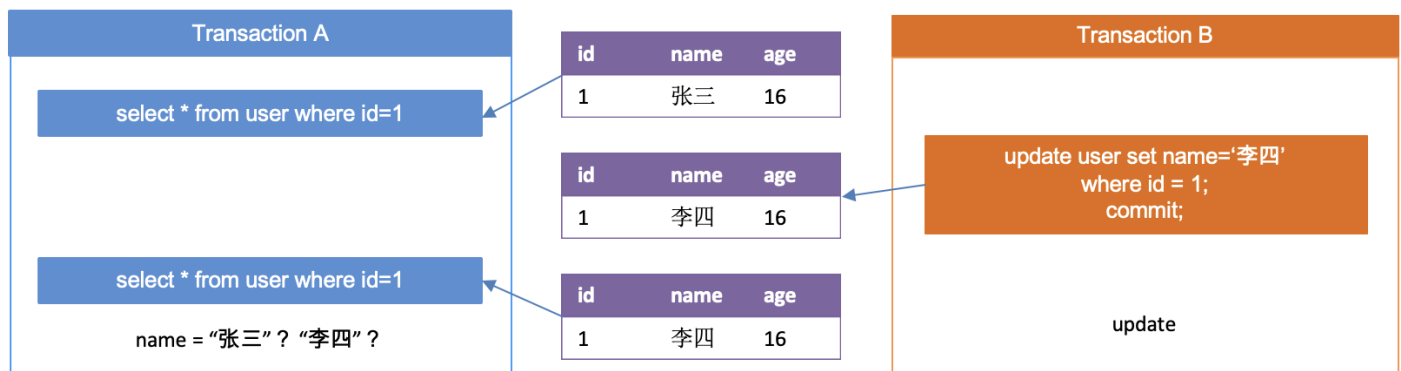 Transaction A
select * from user where id=1
select * from user where id=1
name = “张三”? “李四”?
id name age
1 张三 16
id name age
1 李四 16
id name age
1 李四 16
Transaction B
update user set name=‘李四’
where id = 1;
commit;
update